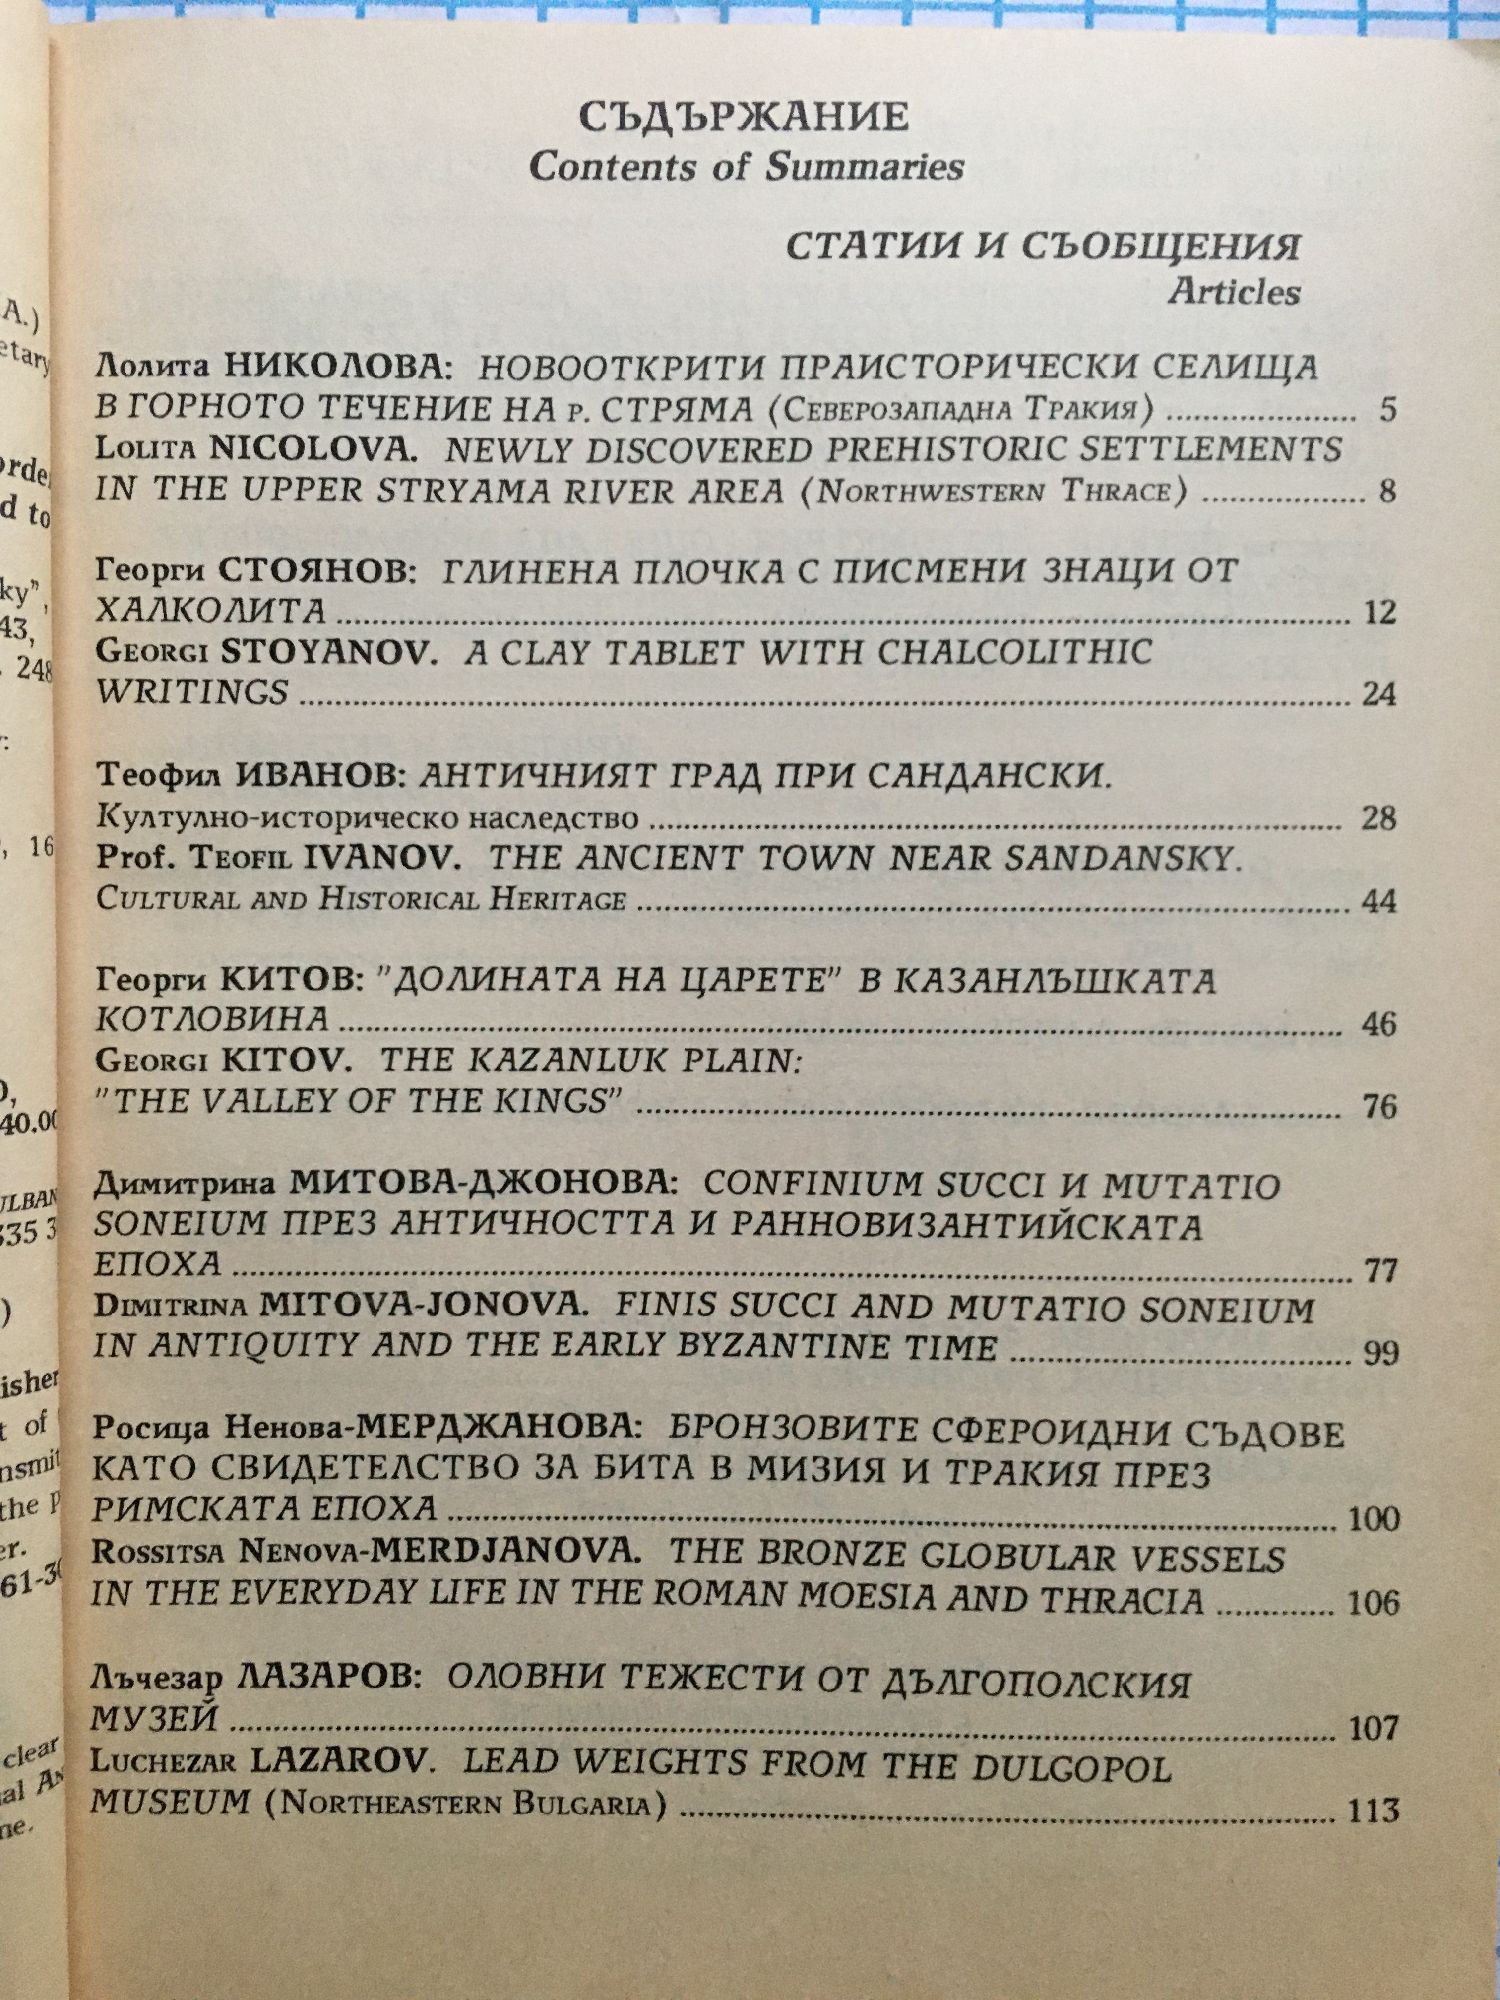 СЪДЪРЖАНИЕ
Contents of Summaries
СТАТИИ И СЪОБЩЕНИЯ
Articles
Лолита НИКОЛОВА: НОВООТКРИТИ ПРАИСТОРИЧЕСКИ СЕЛИЩА
В ГОРНОТО ТЕЧЕНИЕ НА р. СТРЯМА (Северозападна Тракия) ..................... 5
Lolita NICOLOVA. NEWLY DISCOVERED PREHISTORIC SETTLEMENTS
IN THE UPPER STRYAMA RIVER AREA (Northwestern Thrace) .................. 8
Георги СТОЯНОВ: ГЛИНЕНА ПЛОЧКА С ПИСМЕНИ ЗНАЦИ ОТ
ХАЛКОЛИТА .................... 12
Georgi STOYANOV. A CLAY TABLET WITH CHALCOLITHIC
WRITINGS .................... 24
Теофил ИВАНОВ: АНТИЧНИЯТ ГРАД ПРИ САНДАНСКИ.
Култулно-историческо наследство .................... 28
Prof. Teofil IVANOV. THE ANCIENT TOWN NEAR SANDANSKY.
Cultural and Historical Heritage .................... 44
Георги КИТОВ: "ДОЛИНАТА НА ЦАРЕТЕ" В КАЗАНЛЪШКАТА
КОТЛОВИНА .................... 46
Georgi KITOV. THE KAZANLUK PLAIN:
"THE VALLEY OF THE KINGS" .................... 76
Димитрина МИТОВА-ДЖОНОВА: CONFINIUM SUCCI И MUTATIO
SONEIUM ПРЕЗ АНТИЧНОСТТА И РАННОВИЗАНТИЙСКАТА
ЕПОХА .................... 77
Dimitrina MITOVA-JONOVA. FINIS SUCCI AND MUTATIO SONEIUM
IN ANTIQUITY AND THE EARLY BYZANTINE TIME .................... 99
Росица Ненова-МЕРДЖАНОВА: БРОНЗОВИТЕ СФЕРОИДНИ СЪДОВЕ
КАТО СВИДЕТЕЛСТВО ЗА БИТА В МИЗИЯ И ТРАКИЯ ПРЕЗ
РИМСКАТА ЕПОХА .................... 100
Rossitsa Nenova-MERDJANOVA. THE BRONZE GLOBULAR VESSELS
IN THE EVERYDAY LIFE IN THE ROMAN MOESIA AND THRACIA ............. 106
Лъчезар ЛАЗАРОВ: ОЛОВНИ ТЕЖЕСТИ ОТ ДЪЛГОПОЛСКИЯ
МУЗЕЙ .................... 107
Luchezar LAZAROV. LEAD WEIGHTS FROM THE DULGOPOL
MUSEUM (Northeastern Bulgaria) .................... 113